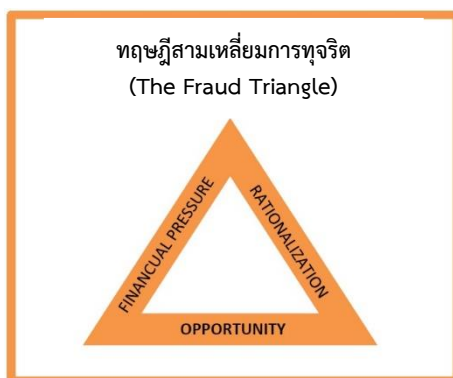 ทฤษฎีสามเหลี่ยมการทุจริต
(The Fraud Triangle)
FINANCUAL PRESSURE
RATIONALIZATION
OPPORTUNITY